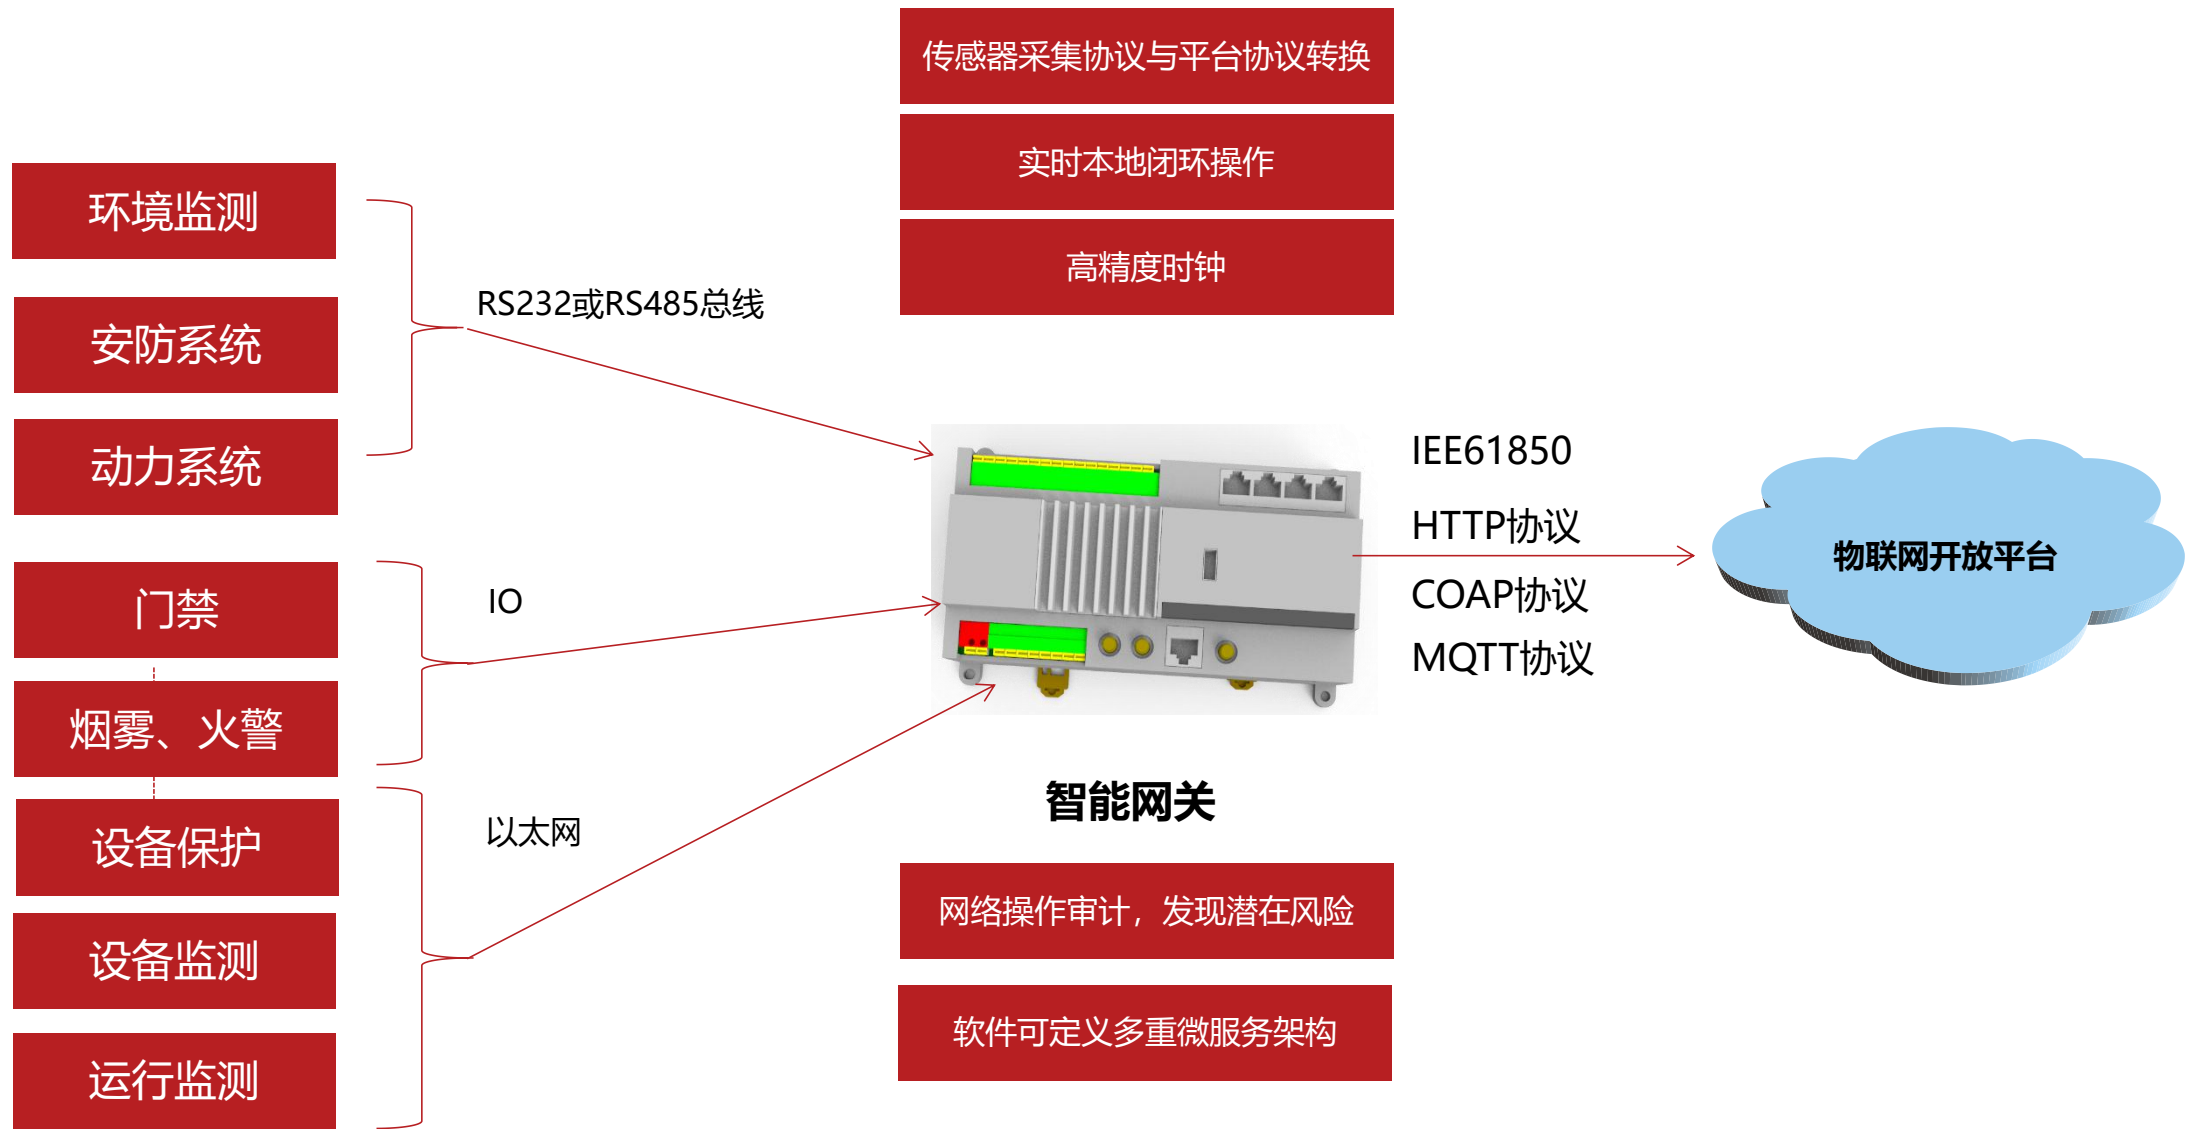 环境监测
安防系统
动力系统
门禁
烟雾、火警
设备保护
设备监测
运行监测
RS232或RS485总线
IO
以太网
传感器采集协议与平台协议转换
实时本地闭环操作
高精度时钟
智能网关
网络操作审计，发现潜在风险
软件可定义多重微服务架构
IEE61850
HTTP协议
COAP协议
MQTT协议
物联网开放平台